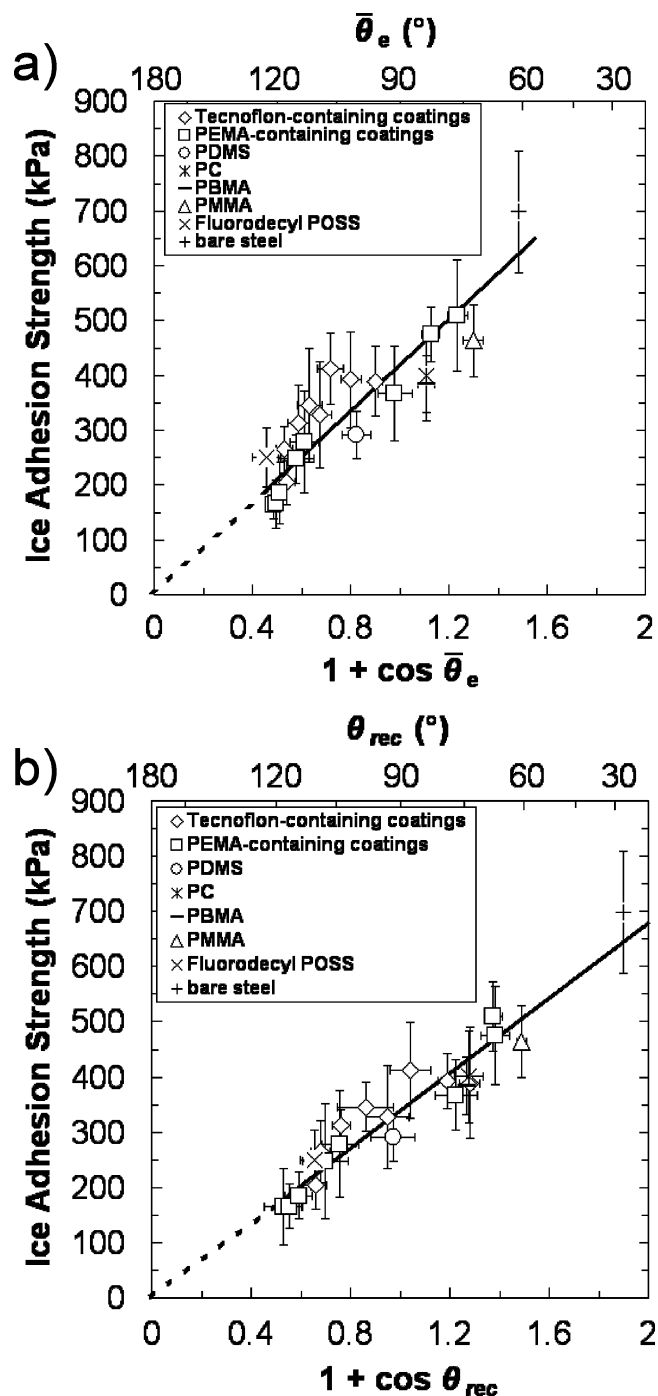 a)
θ̄e (°)
180 120 90 60 30
Ice Adhesion Strength (kPa)
900
800
700
600
500
400
300
200
100
0
Tecnoflon-containing coatings
PEMA-containing coatings
PDMS
PC
PBMA
PMMA
Fluorodecyl POSS
bare steel
0 0.4 0.8 1.2 1.6 2
1 + cos θ̄e
b)
θrec (°)
180 120 90 60 30
Ice Adhesion Strength (kPa)
900
800
700
600
500
400
300
200
100
0
Tecnoflon-containing coatings
PEMA-containing coatings
PDMS
PC
PBMA
PMMA
Fluorodecyl POSS
bare steel
0 0.4 0.8 1.2 1.6 2
1 + cos θrec